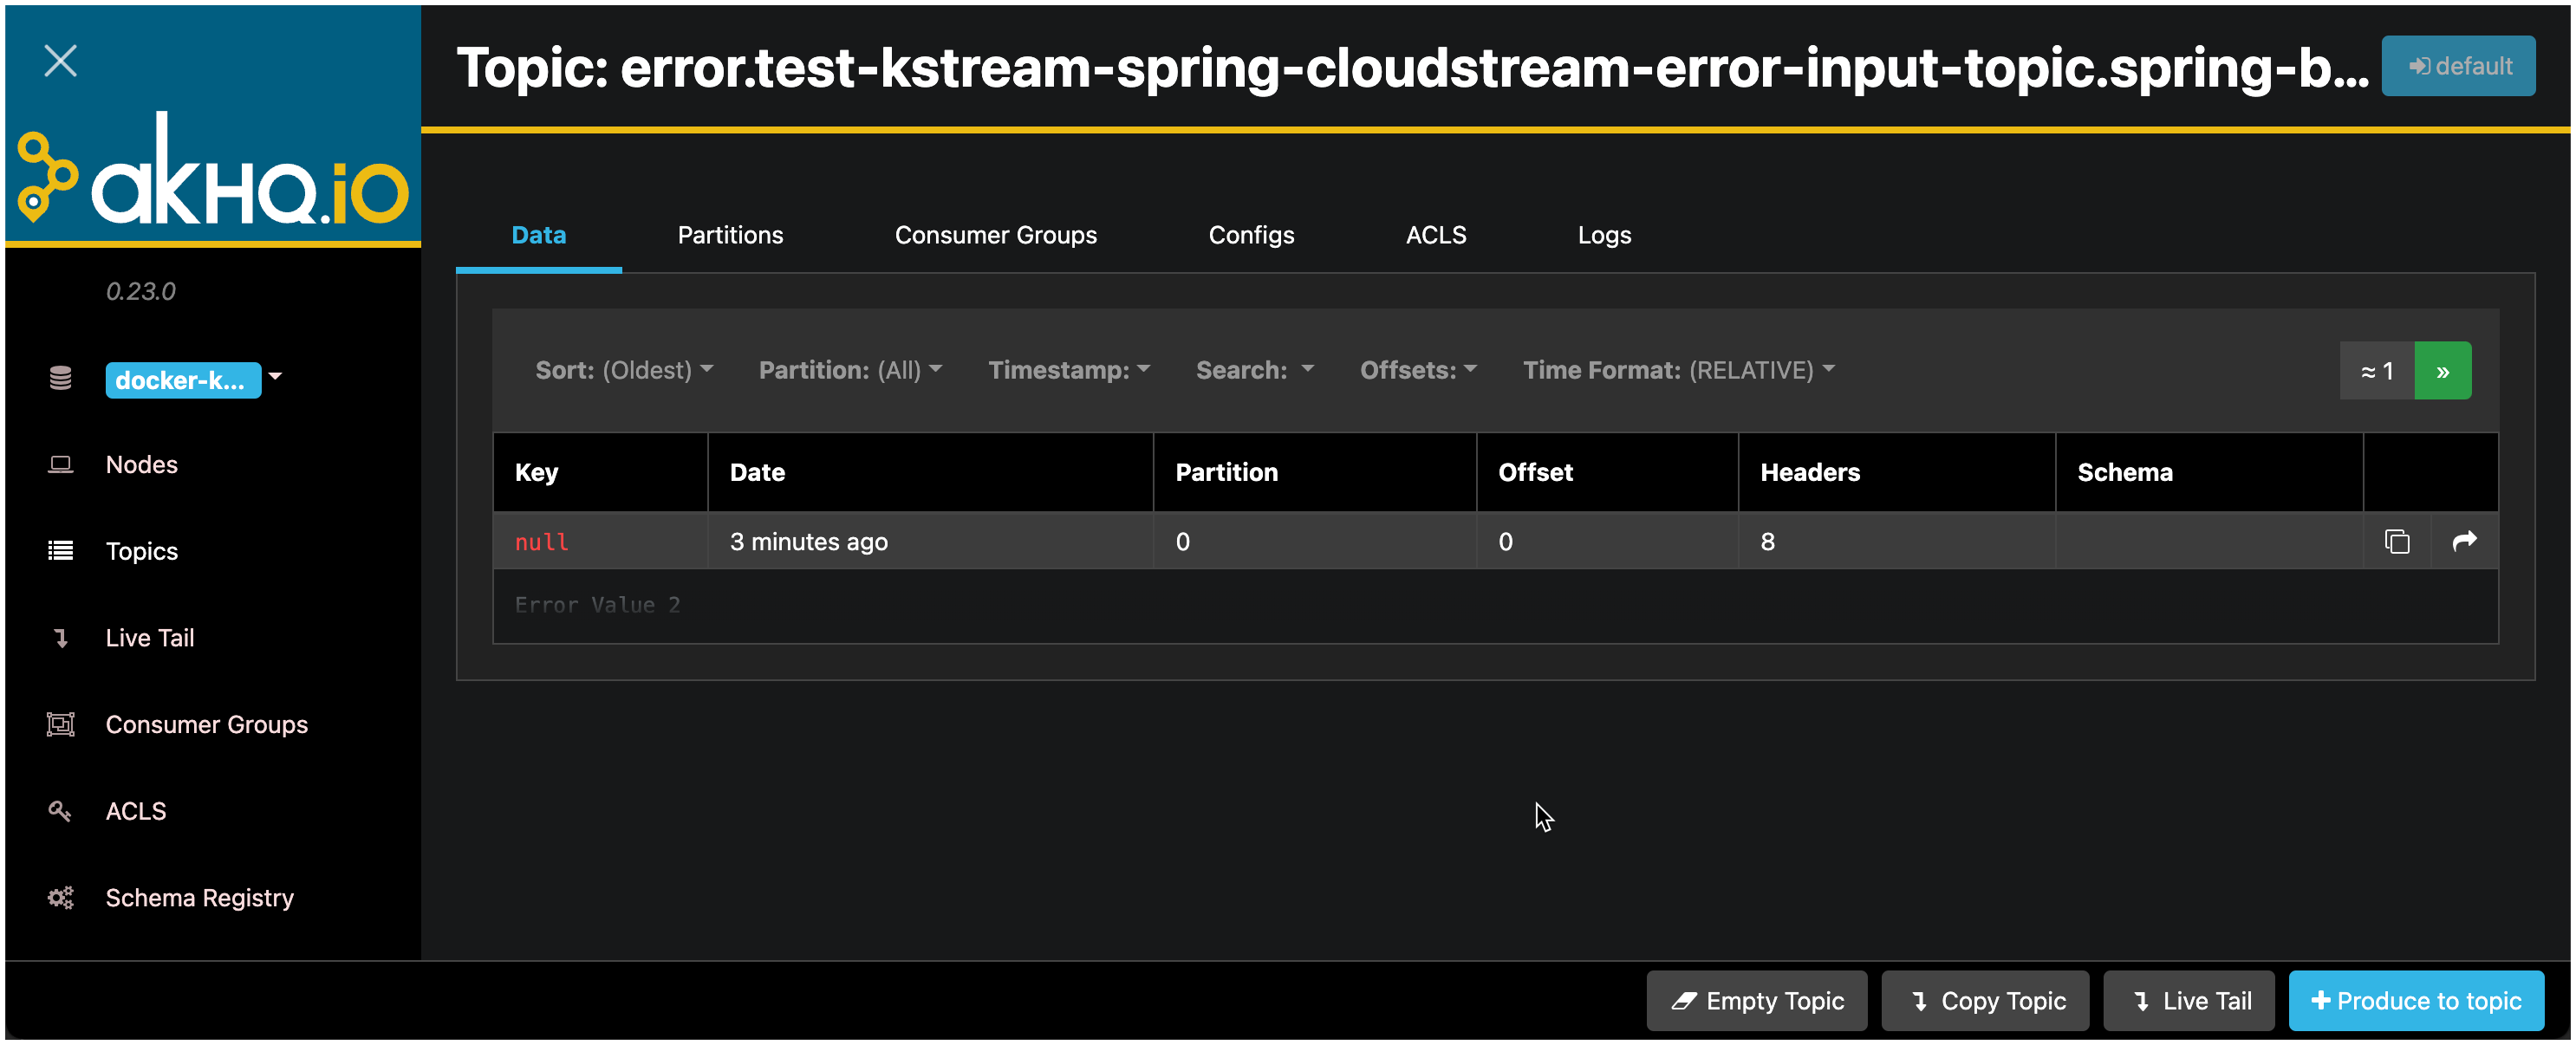 Topic: error.test-kstream-spring-cloudstream-error-input-topic.spring-b...
default
akHQ.io
0.23.0
docker-k...
Nodes
Topics
Live Tail
Consumer Groups
ACLS
Schema Registry
Data Partitions Consumer Groups Configs ACLS Logs
Sort: (Oldest) Partition: (All) Timestamp: Search: Offsets: Time Format: (RELATIVE) ≈ 1 »
Key Date Partition Offset Headers Schema
null 3 minutes ago 0 0 8
Error Value 2
Empty Topic Copy Topic Live Tail Produce to topic